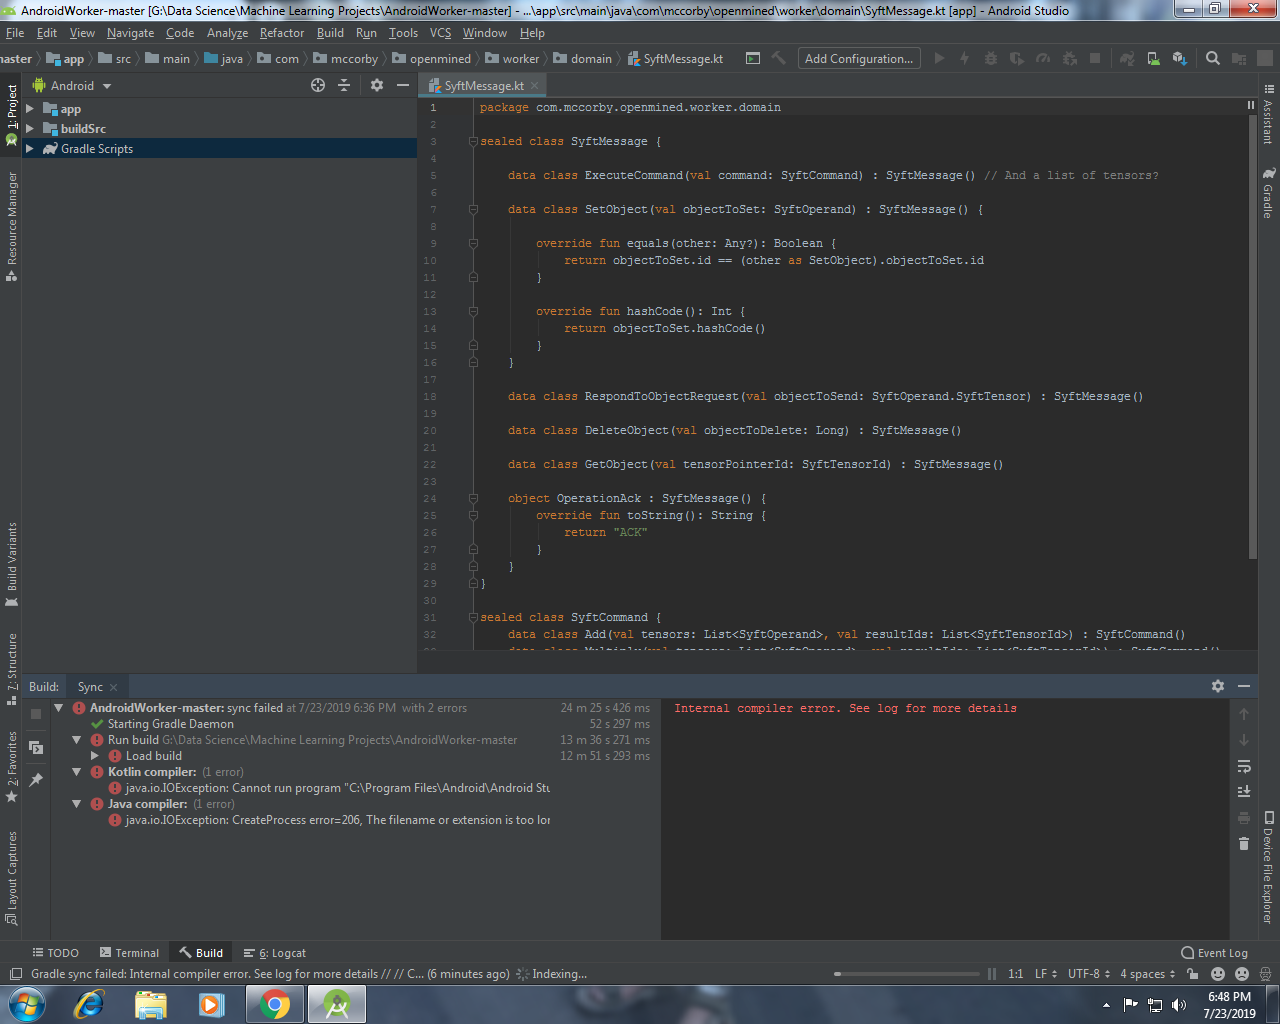 AndroidWorker-master [G:\Data Science\Machine Learning Projects\AndroidWorker-master] - ...\app\src\main\java\com\mccorby\openmined\worker\domain\SyftMessage.kt [app] - Android Studio
File Edit View Navigate Code Analyze Refactor Build Run Tools VCS Window Help
naster app src main java com mccorby openmined worker domain SyftMessage.kt Add Configuration...
1: Project
Resource Manager
Build Variants
7: Structure
2: Favorites
Layout Captures
Android
app
buildSrc
Gradle Scripts
SyftMessage.kt
1 package com.mccorby.openmined.worker.domain
2
3 sealed class SyftMessage {
4
5 data class ExecuteCommand(val command: SyftCommand) : SyftMessage() // And a list of tensors?
6
7 data class SetObject(val objectToSet: SyftOperand) : SyftMessage() {
8
9 override fun equals(other: Any?): Boolean {
10 return objectToSet.id == (other as SetObject).objectToSet.id
11 }
12
13 override fun hashCode(): Int {
14 return objectToSet.hashCode()
15 }
16 }
17
18 data class RespondToObjectRequest(val objectToSend: SyftOperand.SyftTensor) : SyftMessage()
19
20 data class DeleteObject(val objectToDelete: Long) : SyftMessage()
21
22 data class GetObject(val tensorPointerId: SyftTensorId) : SyftMessage()
23
24 object OperationAck : SyftMessage() {
25 override fun toString(): String {
26 return "ACK"
27 }
28 }
29 }
30
31 sealed class SyftCommand {
32 data class Add(val tensors: List<SyftOperand>, val resultIds: List<SyftTensorId>) : SyftCommand()
Assistant
Gradle
Device File Explorer
Build: Sync
AndroidWorker-master: sync failed at 7/23/2019 6:36 PM with 2 errors 24 m 25 s 426 ms
Starting Gradle Daemon 52 s 297 ms
Run build G:\Data Science\Machine Learning Projects\AndroidWorker-master 13 m 36 s 271 ms
Load build 12 m 51 s 293 ms
Kotlin compiler: (1 error)
java.io.IOException: Cannot run program "C:\Program Files\Android\Android Stu
Java compiler: (1 error)
java.io.IOException: CreateProcess error=206, The filename or extension is too lor
Internal compiler error. See log for more details
TODO Terminal Build 6: Logcat Event Log
Gradle sync failed: Internal compiler error. See log for more details // // C... (6 minutes ago) Indexing... 1:1 LF UTF-8 4 spaces
6:48 PM
7/23/2019